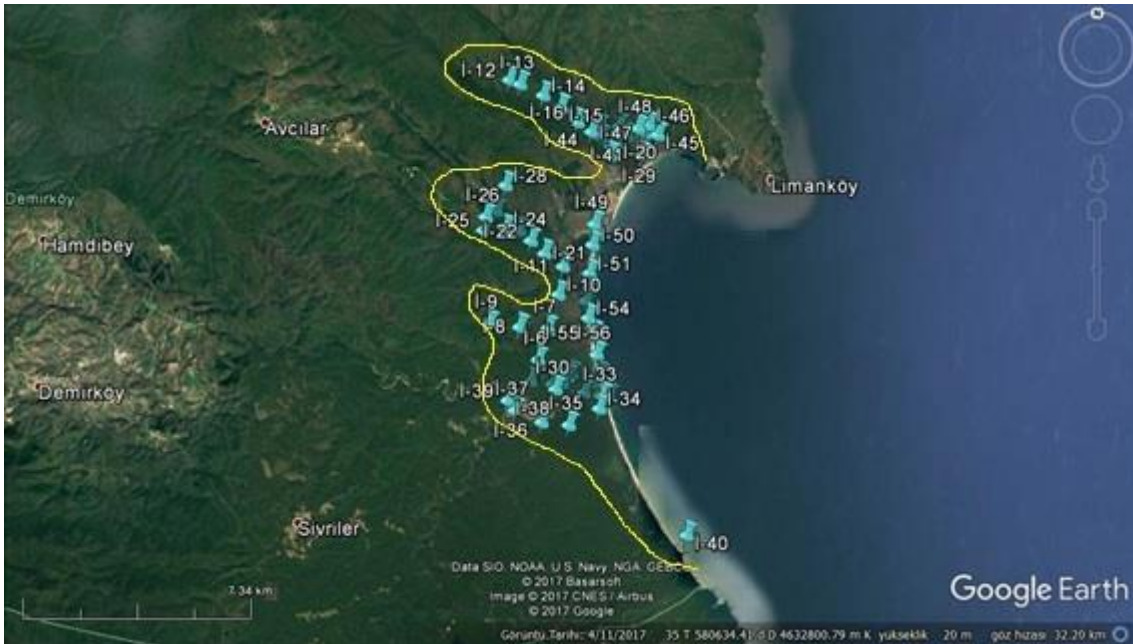 I-12
I-13
I-14
I-16
I-15
I-48
I-46
I-44
I-47
I-45
I-41
I-20
I-29
Avcılar
Limanköy
I-28
I-26
I-49
Demirköy
I-25
I-24
I-22
I-50
Hamdibey
I-21
I-11
I-51
I-10
I-9
I-7
I-54
I-8
I-6
I-55
I-56
I-30
I-33
I-39
I-37
I-34
Demirköy
I-38
I-35
I-36
Sivriler
I-40
Data SIO, NOAA, U.S. Navy, NGA, GEBCO
© 2017 Basarsoft
Image © 2017 CNES / Airbus
© 2017 Google
7.34 km
Google Earth
Görüntü Tarihi: 4/11/2017 35 T 580634.41 d D 4632800.79 m K yükseklik 20 m göz hizası 32.20 km